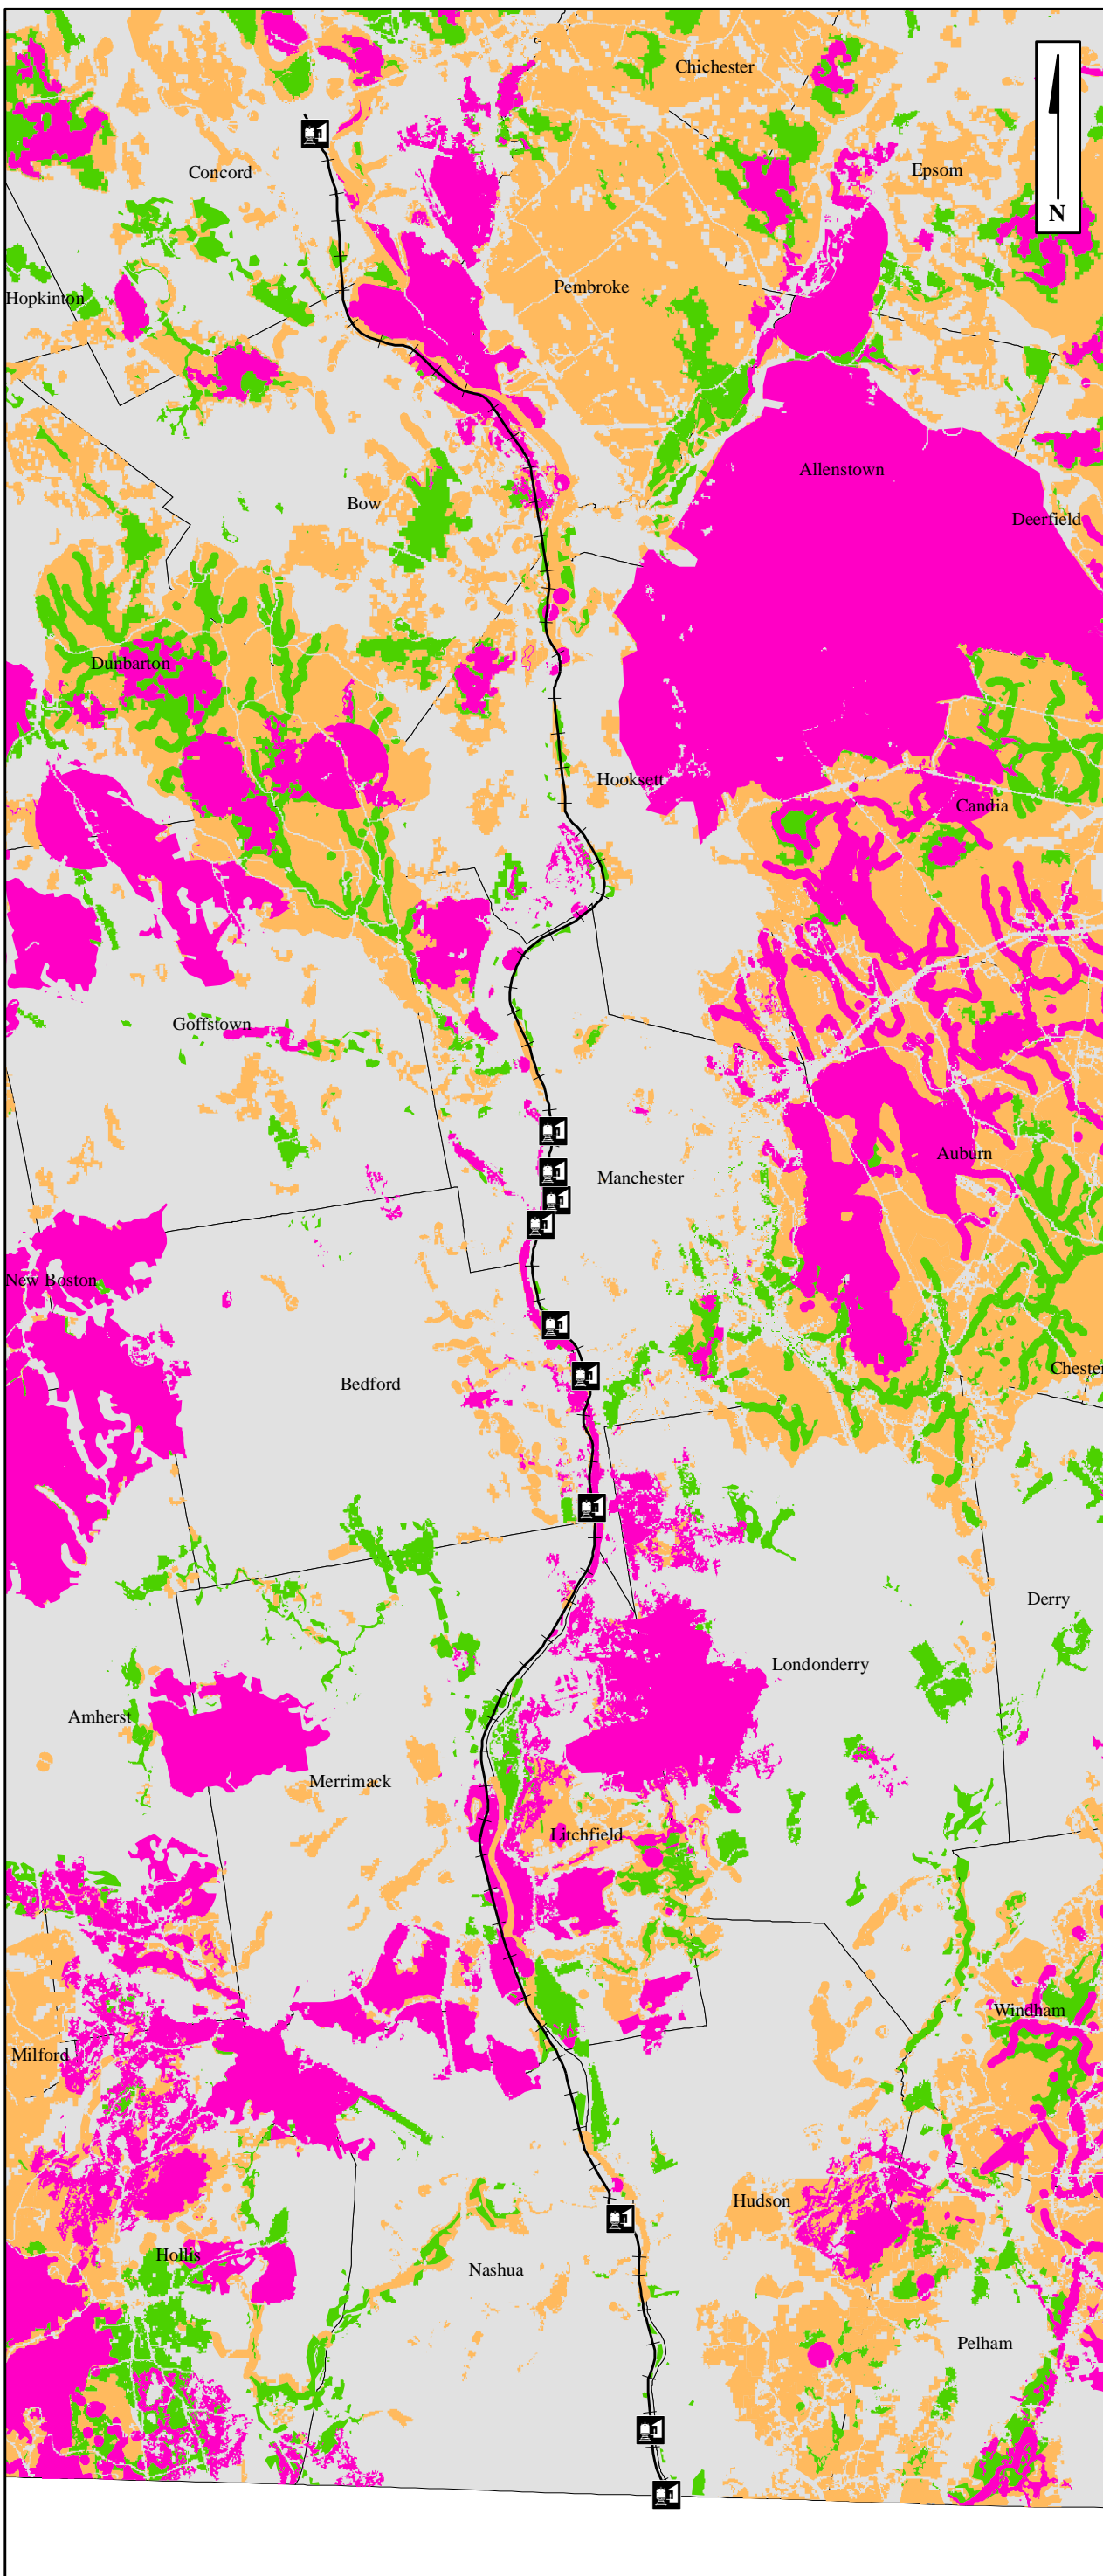 Chichester
Concord
Epsom
N
Pembroke
Hopkinton
Allenstown
Bow
Deerfield
Dunbarton
Hooksett
Candia
Goffstown
Auburn
Manchester
New Boston
Chester
Bedford
Derry
Londonderry
Amherst
Merrimack
Litchfield
Windham
Milford
Hudson
Hollis
Nashua
Pelham